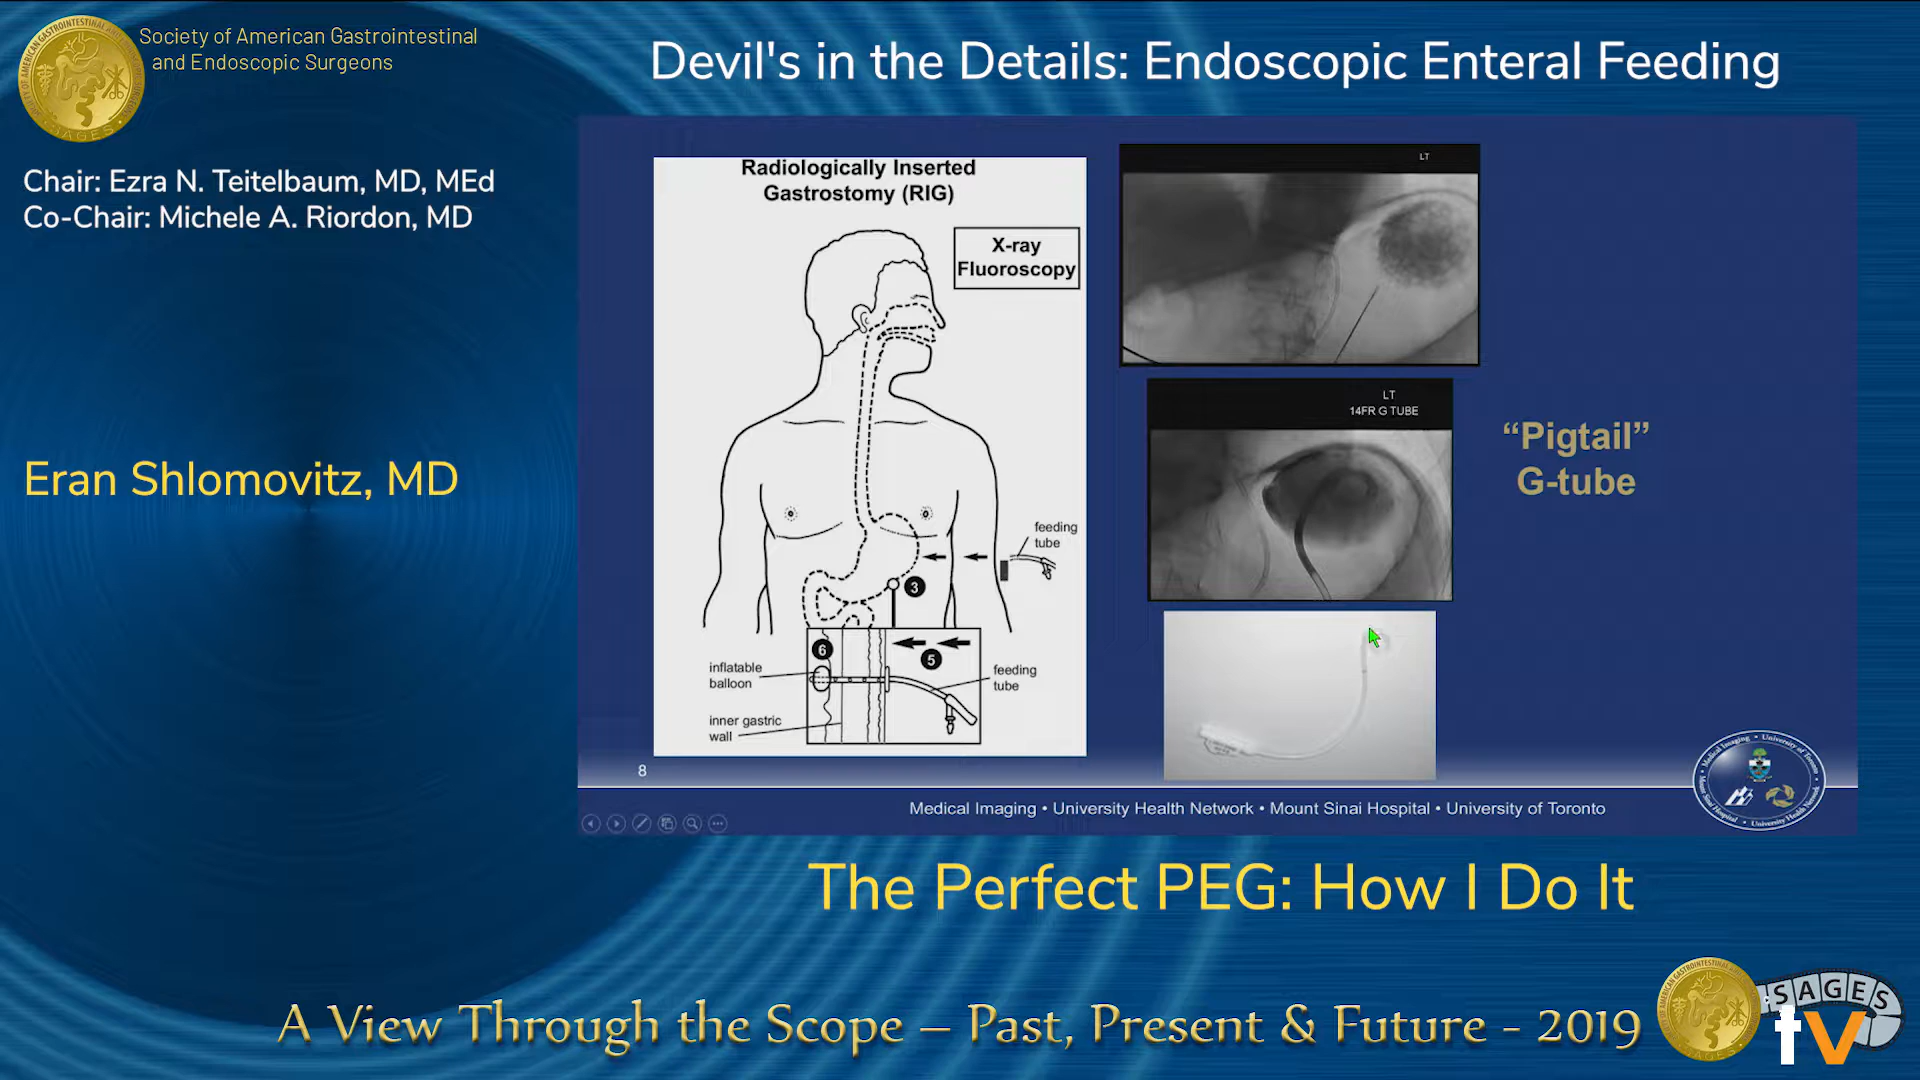 Society of American Gastrointestinal
and Endoscopic Surgeons
Devil's in the Details: Endoscopic Enteral Feeding
Chair: Ezra N. Teitelbaum, MD, MEd
Co-Chair: Michele A. Riordon, MD
Eran Shlomovitz, MD
Radiologically Inserted
Gastrostomy (RIG)
X-ray
Fluoroscopy
feeding
tube
3
6
5
inflatable
balloon
feeding
tube
inner gastric
wall
LT
LT
14FR G TUBE
“Pigtail”
G-tube
8
Medical Imaging • University Health Network • Mount Sinai Hospital • University of Toronto
The Perfect PEG: How I Do It
A View Through the Scope – Past, Present & Future - 2019
SAGES
tv